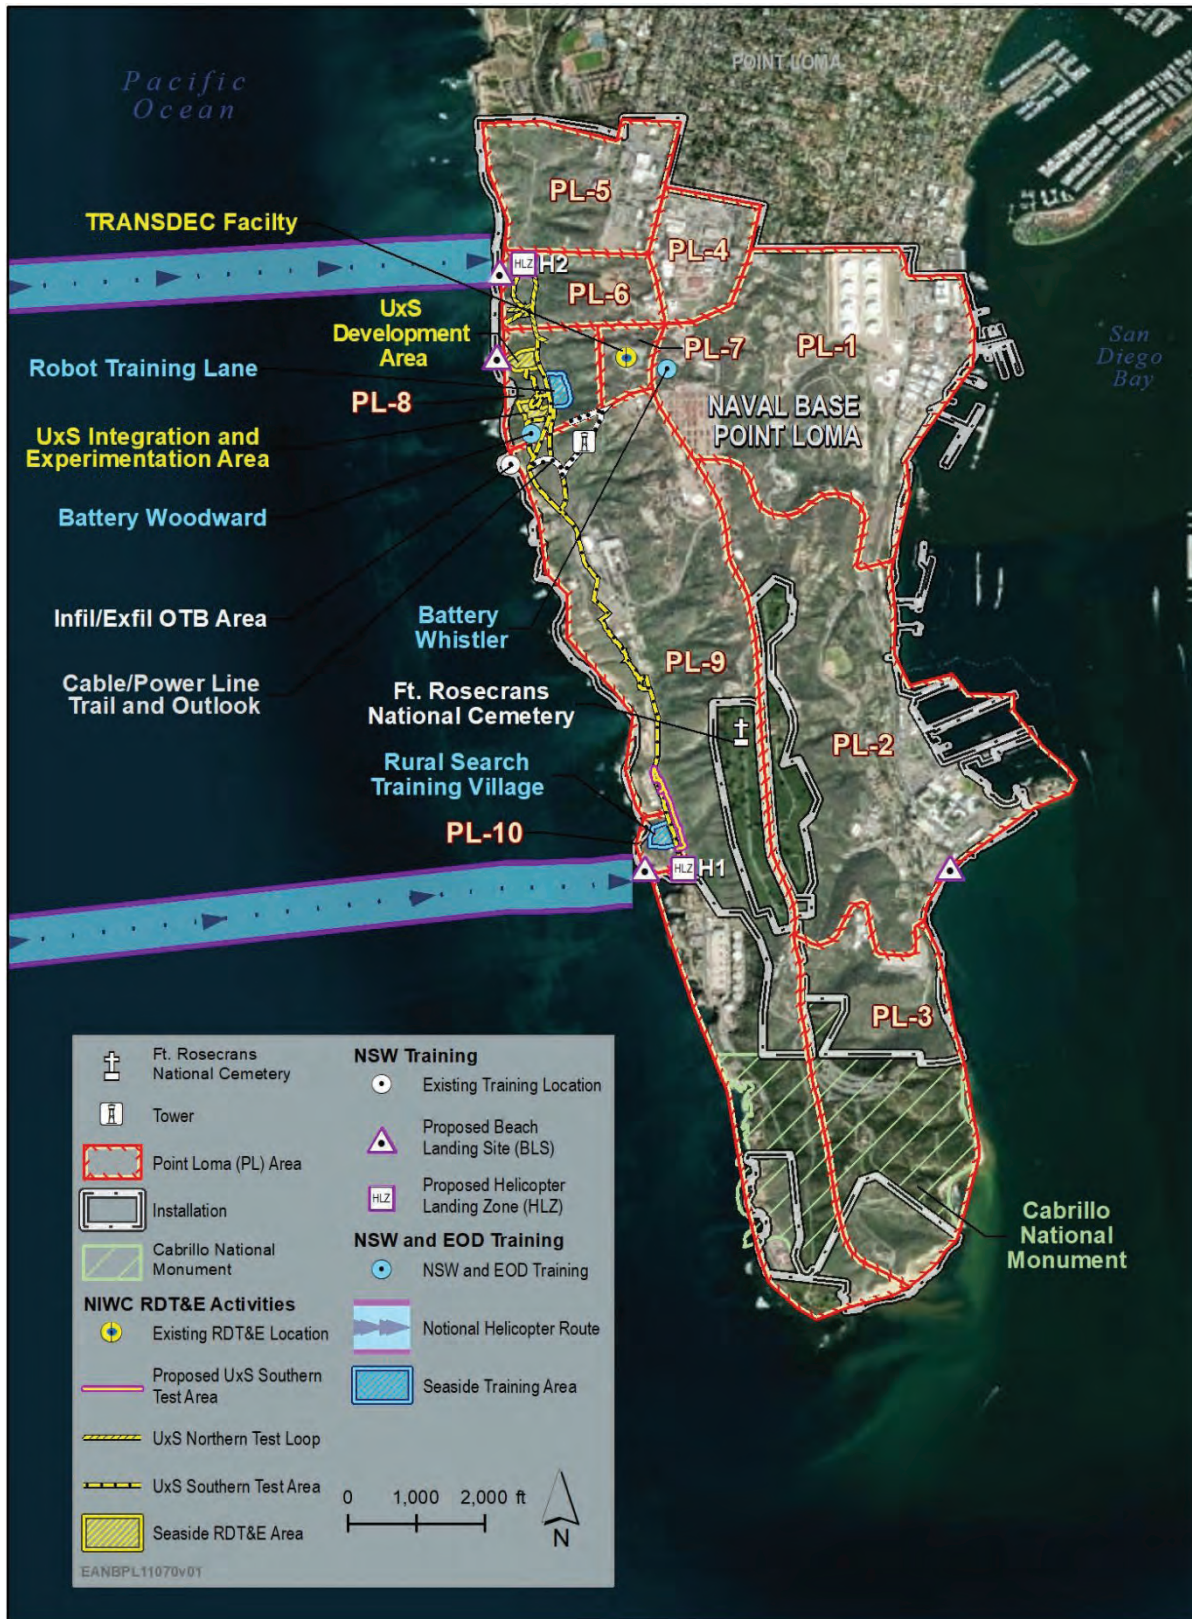 Pacific
Ocean
POINT LOMA
PL-5
TRANSDEC Facilty
PL-4
HLZ
H2
PL-6
UxS
Development
Area
San
Diego
Bay
PL-7
PL-1
Robot Training Lane
PL-8
NAVAL BASE
POINT LOMA
UxS Integration and
Experimentation Area
Battery Woodward
Infil/Exfil OTB Area
Battery
Whistler
PL-9
Cable/Power Line
Trail and Outlook
Ft. Rosecrans
National Cemetery
PL-2
Rural Search
Training Village
PL-10
HLZ
H1
PL-3
Cabrillo
National
Monument
Ft. Rosecrans
National Cemetery
Tower
Point Loma (PL) Area
Installation
Cabrillo National
Monument
NIWC RDT&E Activities
Existing RDT&E Location
Proposed UxS Southern
Test Area
UxS Northern Test Loop
UxS Southern Test Area
Seaside RDT&E Area
EANBPL11070v01
NSW Training
Existing Training Location
Proposed Beach
Landing Site (BLS)
HLZ
Proposed Helicopter
Landing Zone (HLZ)
NSW and EOD Training
NSW and EOD Training
Notional Helicopter Route
Seaside Training Area
0 1,000 2,000 ft
N